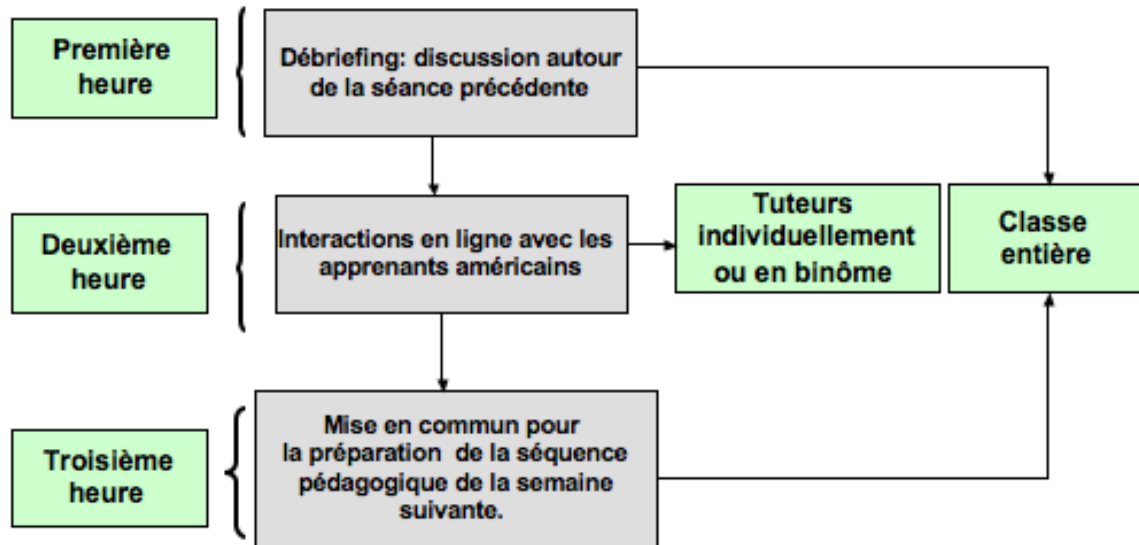 Première
heure
Débriefing: discussion autour
de la séance précédente
Deuxième
heure
Interactions en ligne avec les
apprenants américains
Tuteurs
individuellement
ou en binôme
Classe
entière
Troisième
heure
Mise en commun pour
la préparation de la séquence
pédagogique de la semaine
suivante.